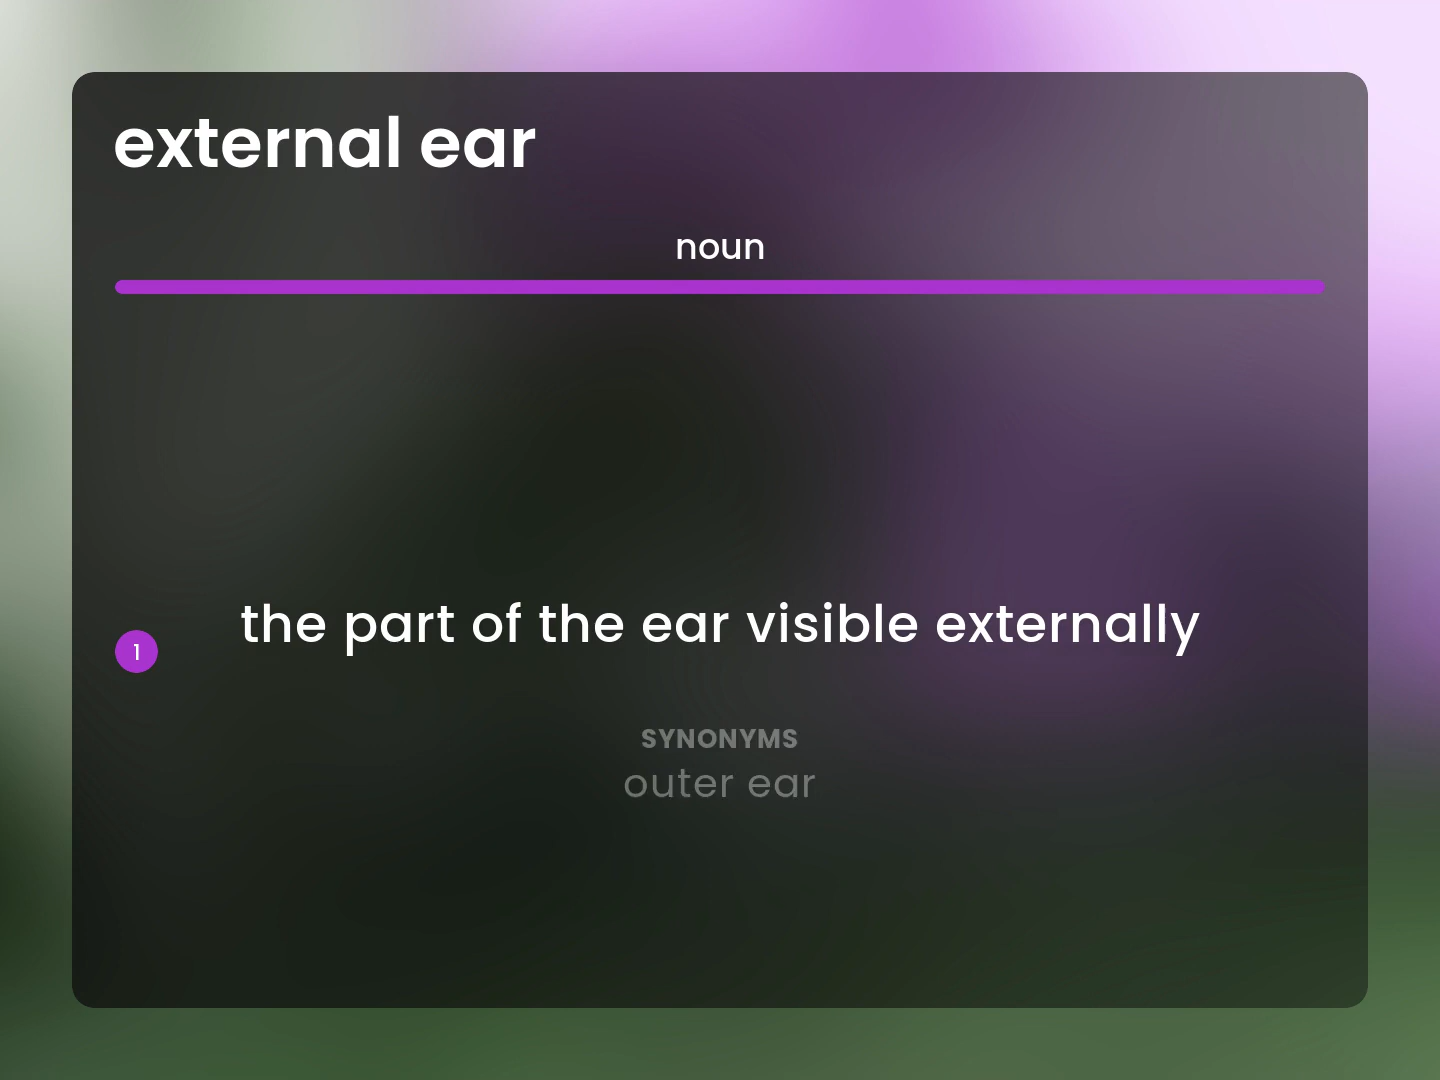 external ear
noun
1
the part of the ear visible externally
SYNONYMS
outer ear